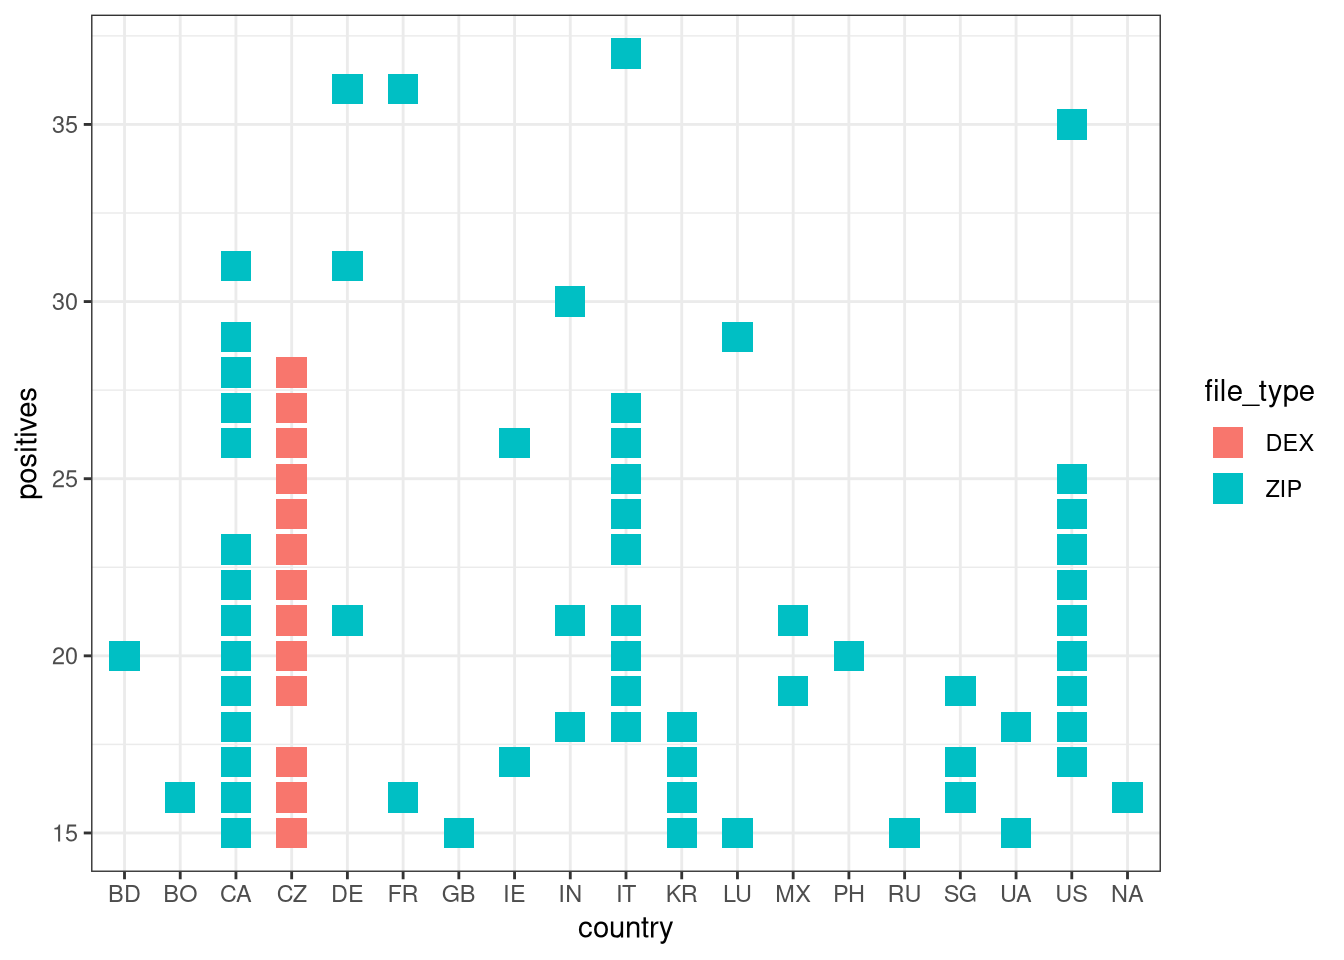 35
30
25
20
15
positives
BD BO CA CZ DE FR GB IE IN IT KR LU MX PH RU SG UA US NA
country
file_type
DEX
ZIP